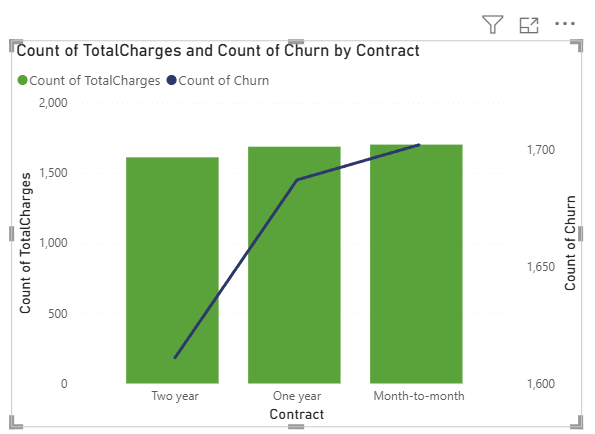 Count of TotalCharges and Count of Churn by Contract
Count of TotalCharges Count of Churn
2,000
1,500
1,000
500
0
Count of TotalCharges
1,700
1,650
1,600
Count of Churn
Two year One year Month-to-month
Contract